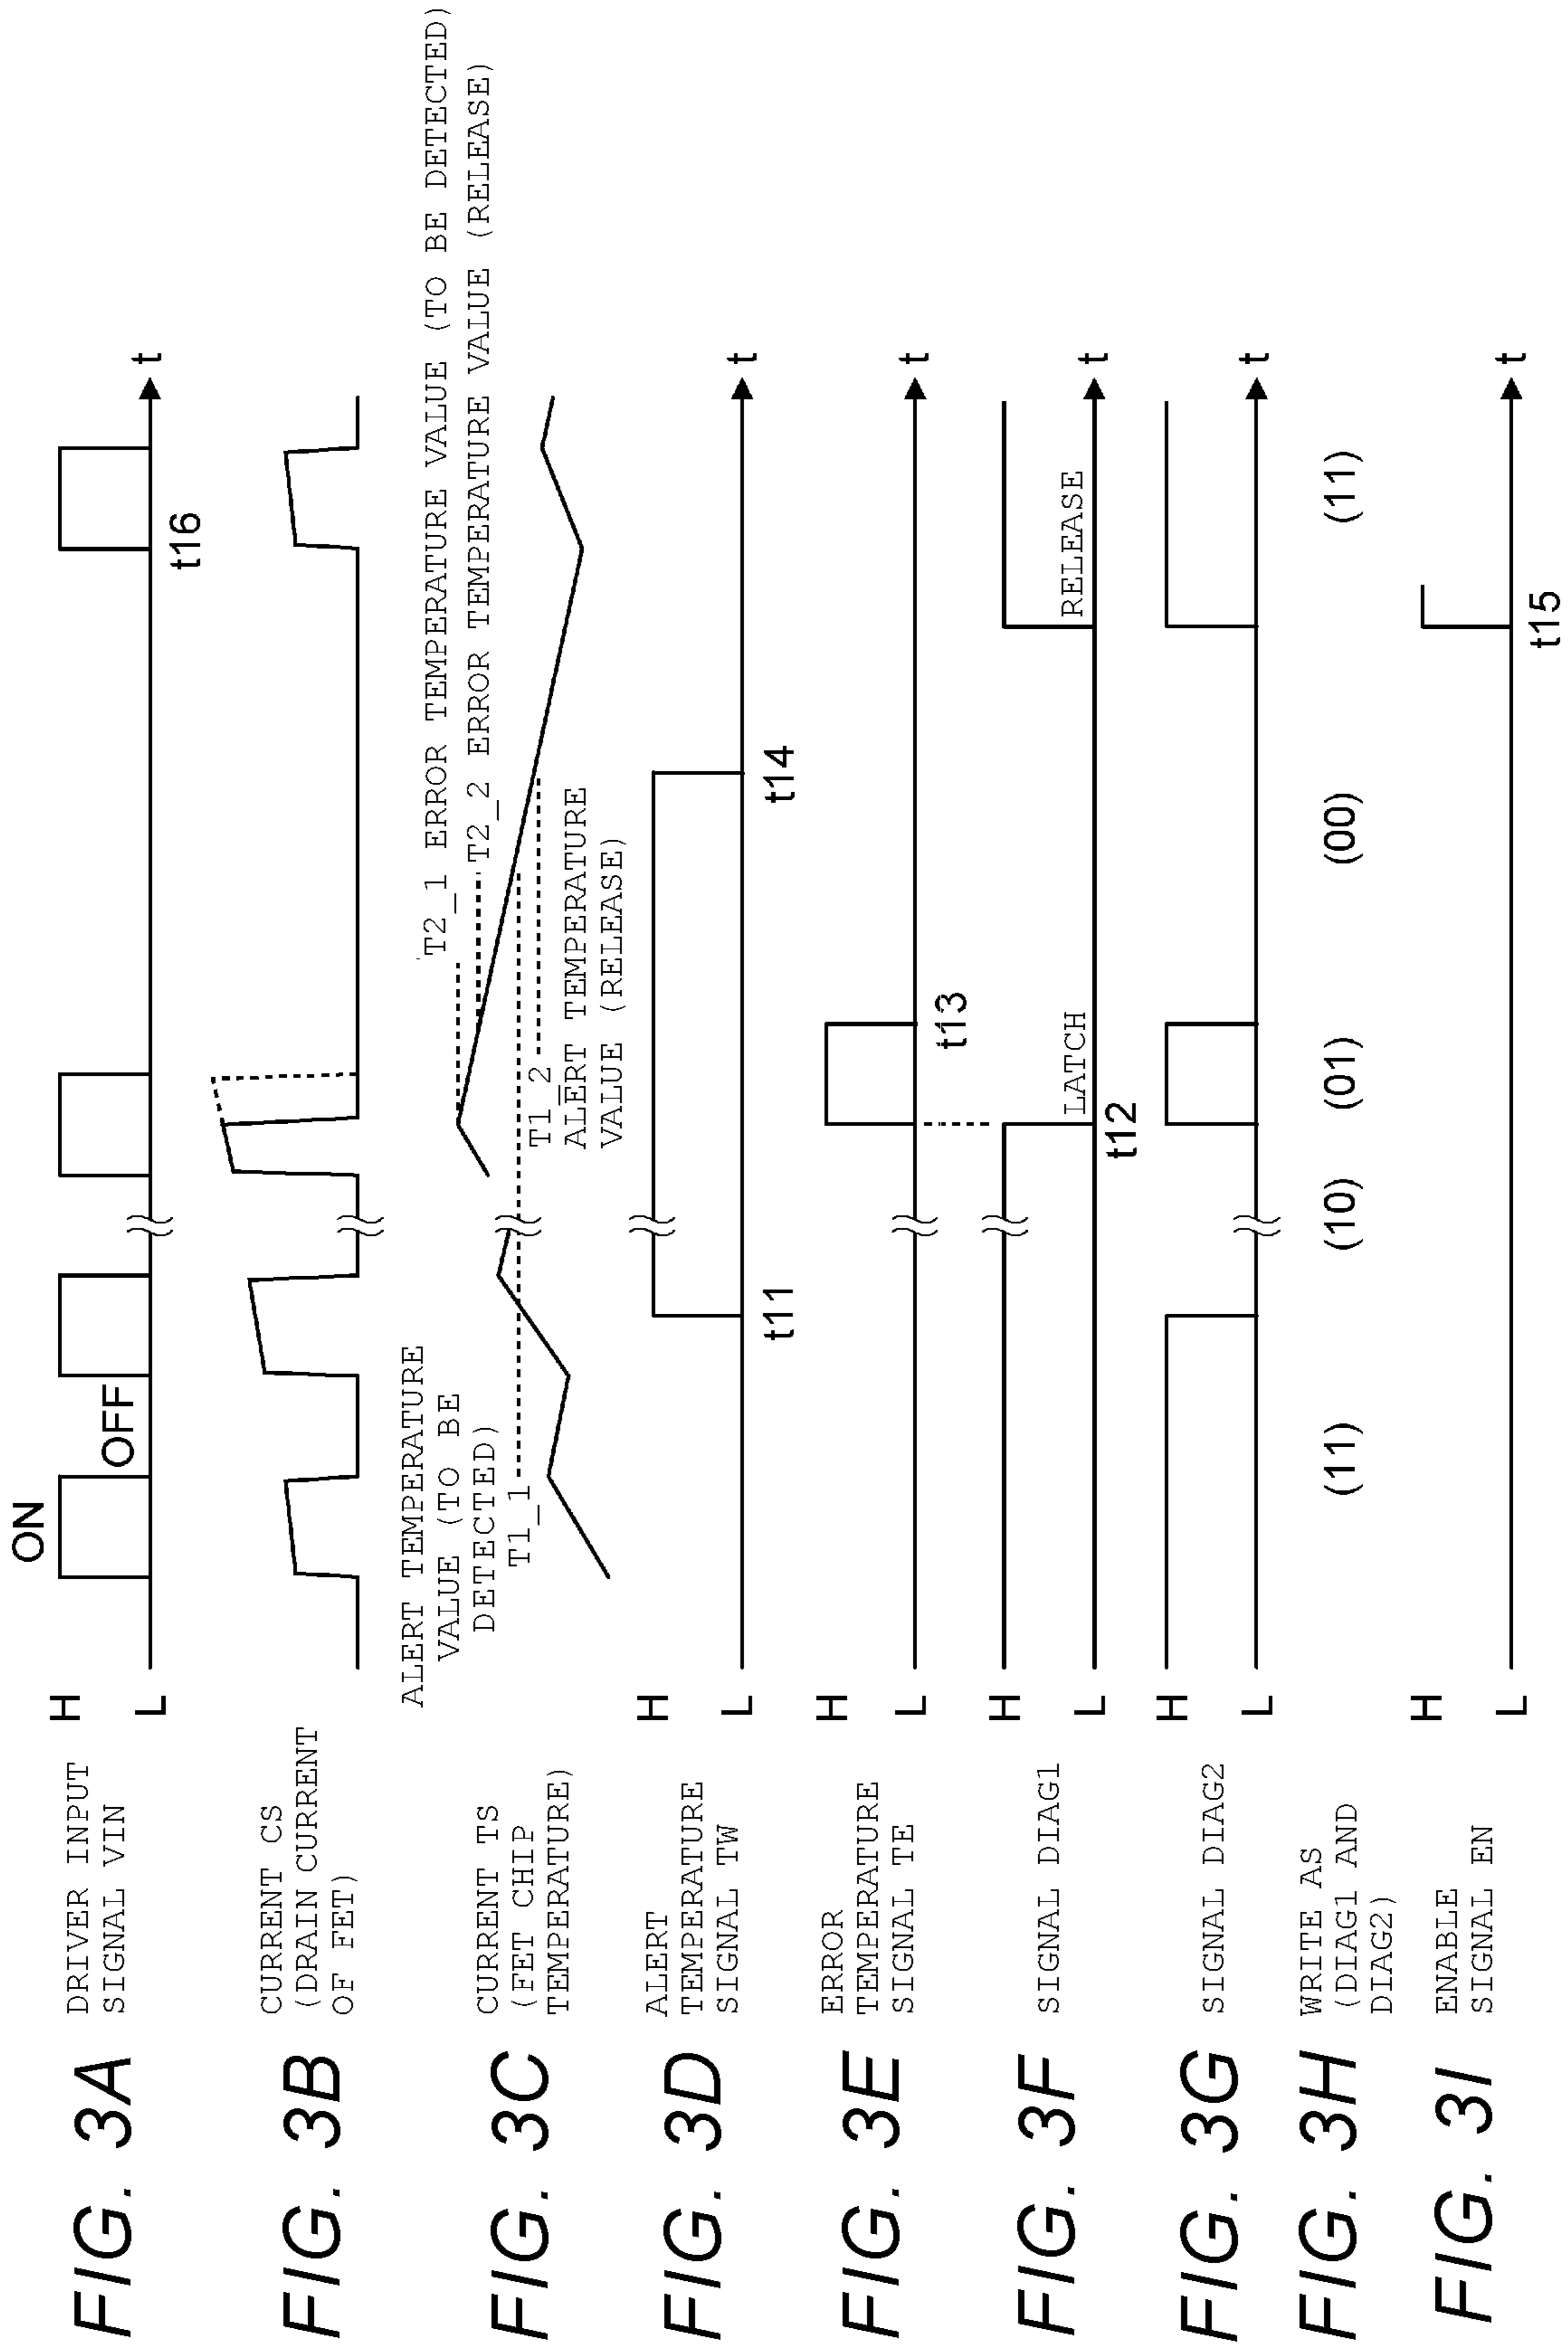 FIG. 3A
DRIVER INPUT
SIGNAL VIN
H
L
ON
OFF
t16
t
FIG. 3B
CURRENT CS
(DRAIN CURRENT
OF FET)
FIG. 3C
CURRENT TS
(FET CHIP
TEMPERATURE)
ALERT TEMPERATURE
VALUE (TO BE
DETECTED)
T1_1
T2_1 ERROR TEMPERATURE VALUE (TO BE DETECTED)
T2_2 ERROR TEMPERATURE VALUE (RELEASE)
T1_2
ALERT TEMPERATURE
VALUE (RELEASE)
FIG. 3D
ALERT
TEMPERATURE
SIGNAL TW
H
L
t11
t14
t
FIG. 3E
ERROR
TEMPERATURE
SIGNAL TE
H
L
t13
t
FIG. 3F
SIGNAL DIAG1
H
L
LATCH
RELEASE
t12
t
FIG. 3G
SIGNAL DIAG2
H
L
t
FIG. 3H
WRITE AS
(DIAG1 AND
DIAG2)
(11)
(10)
(01)
(00)
(11)
FIG. 3I
ENABLE
SIGNAL EN
H
L
t15
t